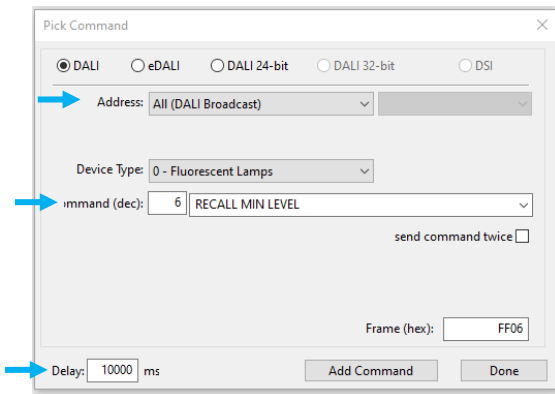 Pick Command
DALI eDALI DALI 24-bit DALI 32-bit DSI
Address: All (DALI Broadcast)
Device Type: 0 - Fluorescent Lamps
mmand (dec): 6 RECALL MIN LEVEL
send command twice
Frame (hex): FF06
Delay: 10000 ms Add Command Done